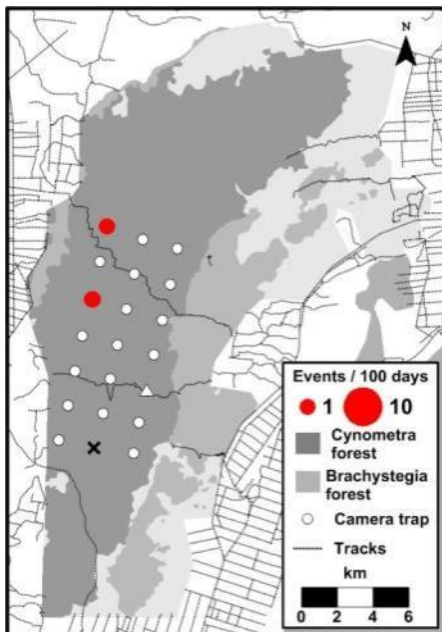 N
Events / 100 days
1 10
Cynometra
forest
Brachystegia
forest
Camera trap
Tracks
km
0 2 4 6